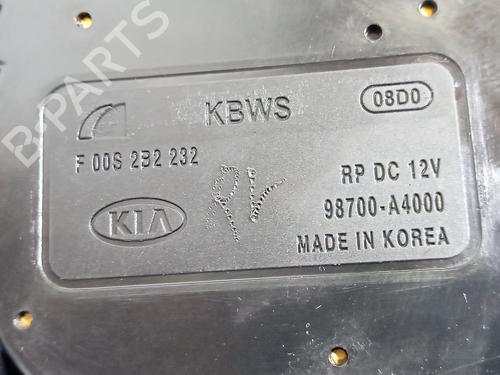 B-PARTS
KBWS
08D0
F 00S 2B2 232
RP DC 12V
KIA
98700-A4000
MADE IN KOREA